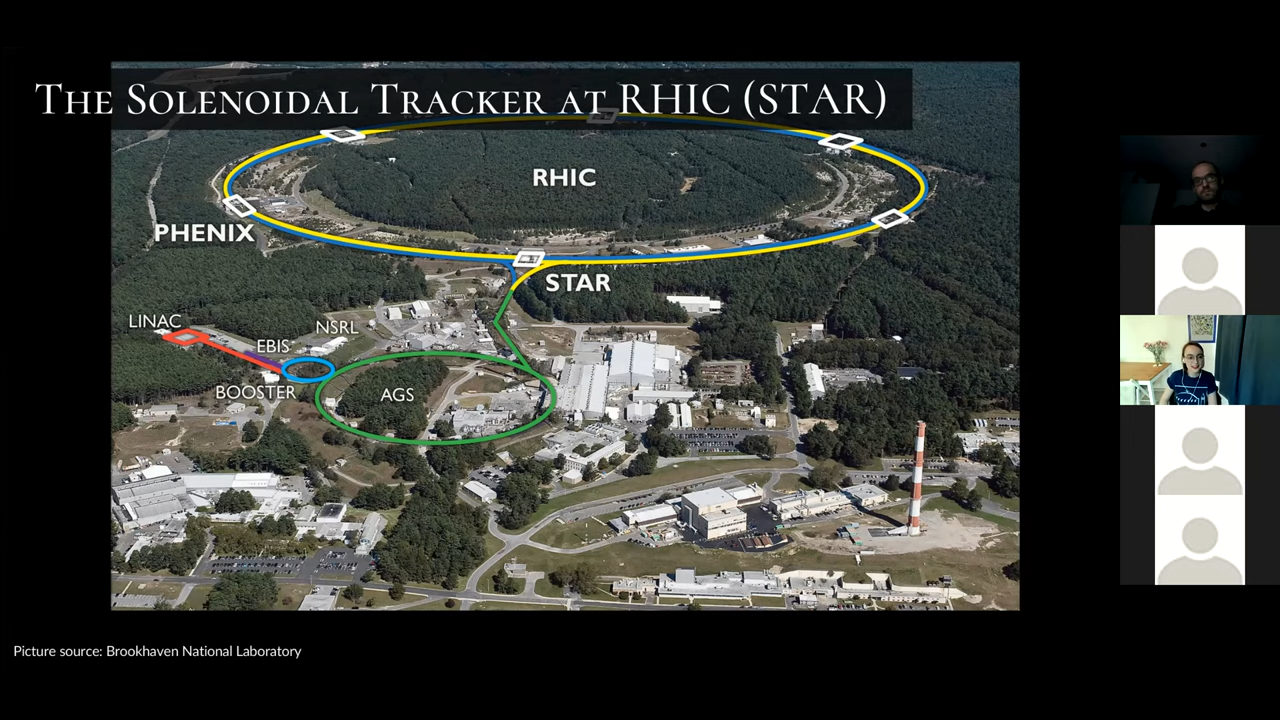 The Solenoidal Tracker at RHIC (STAR)
RHIC
PHENIX
STAR
LINAC
NSRL
EBIS
BOOSTER
AGS
Picture source: Brookhaven National Laboratory